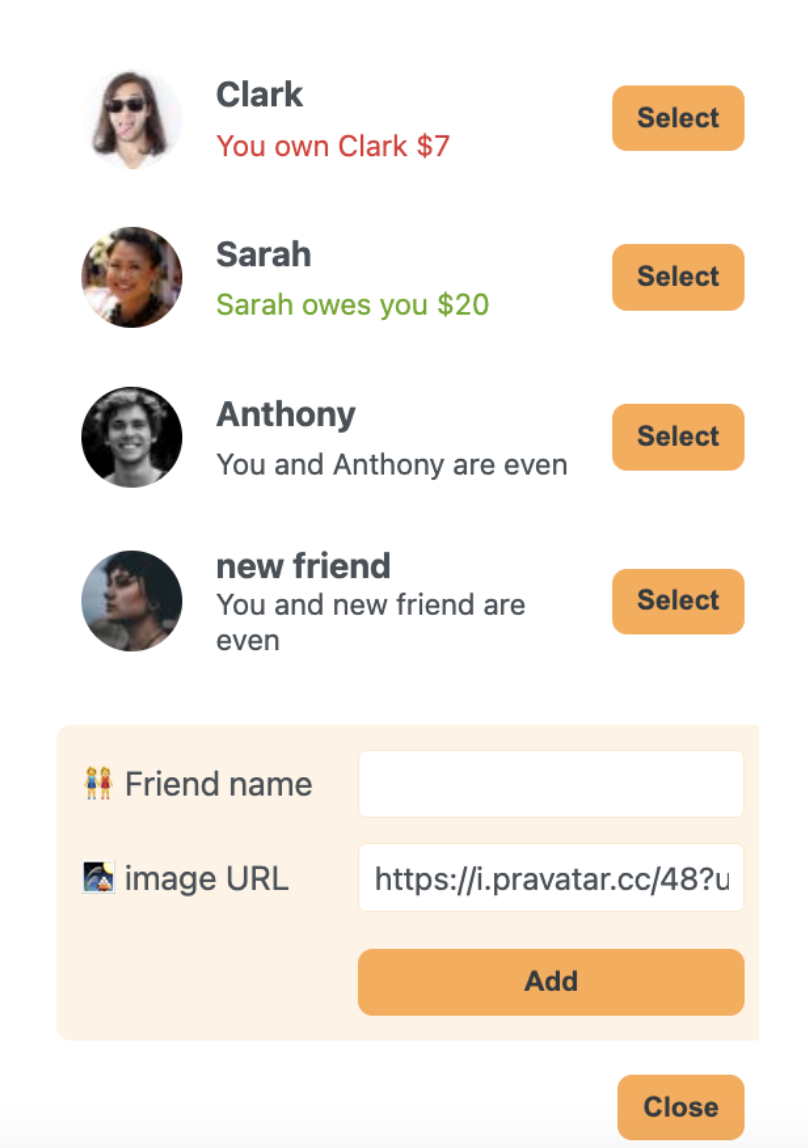 Clark
You own Clark $7
Select
Sarah
Sarah owes you $20
Select
Anthony
You and Anthony are even
Select
new friend
You and new friend are
even
Select
👭 Friend name
🌠 image URL
https://i.pravatar.cc/48?u
Add
Close